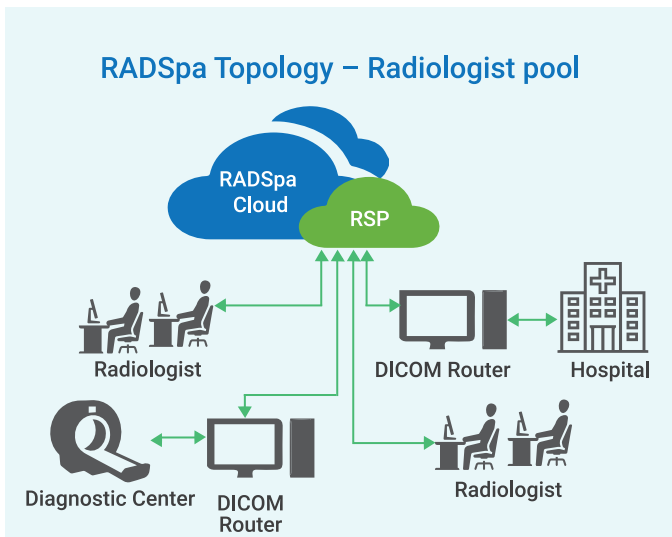 RADSpa Topology – Radiologist pool
RADSpa
Cloud
RSP
Radiologist
DICOM Router
Hospital
Diagnostic Center
DICOM
Router
Radiologist